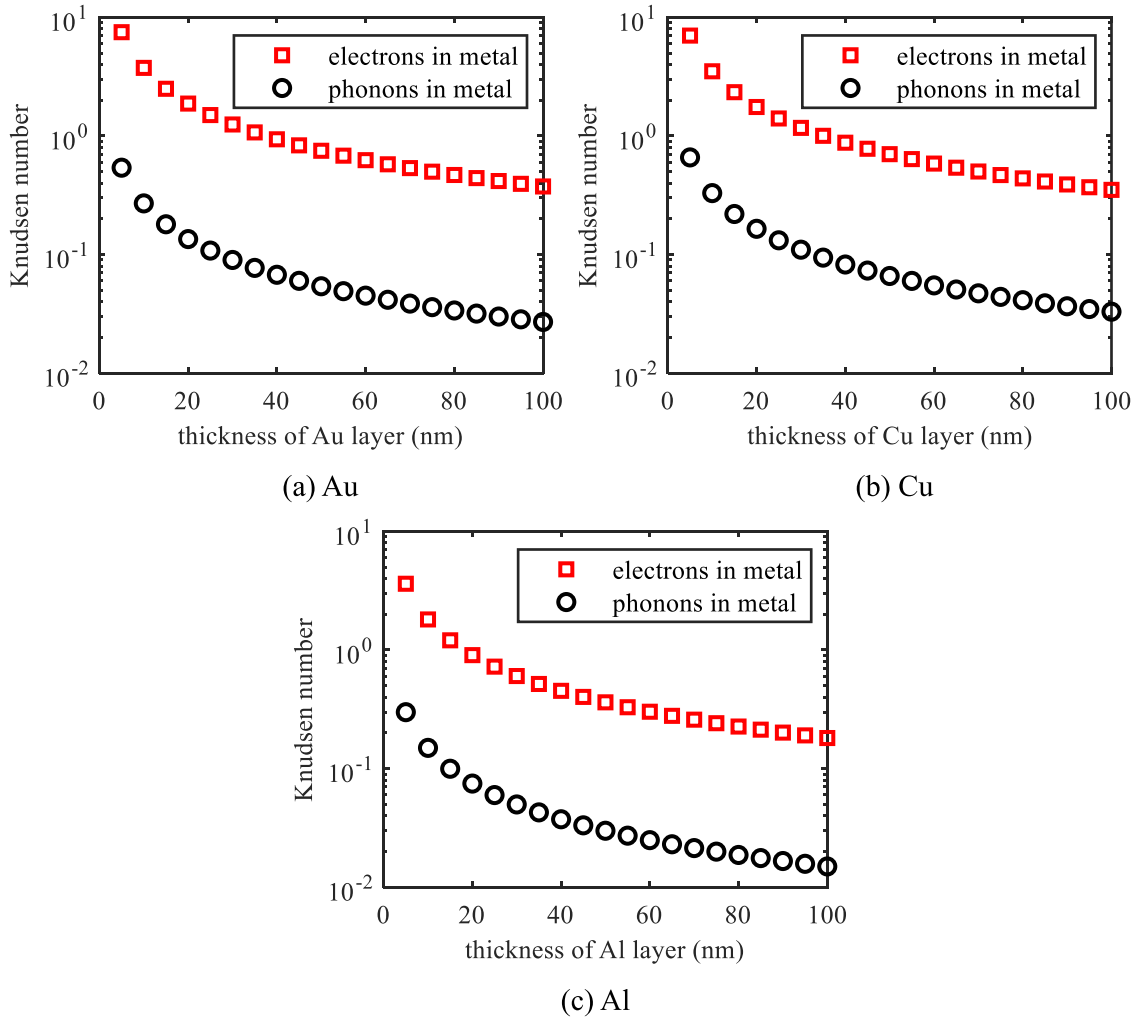 10^1
10^0
10^-1
10^-2
Knudsen number
electrons in metal
phonons in metal
0
20
40
60
80
100
thickness of Au layer (nm)
(a) Au
10^1
10^0
10^-1
10^-2
Knudsen number
electrons in metal
phonons in metal
0
20
40
60
80
100
thickness of Cu layer (nm)
(b) Cu
10^1
10^0
10^-1
10^-2
Knudsen number
electrons in metal
phonons in metal
0
20
40
60
80
100
thickness of Al layer (nm)
(c) Al